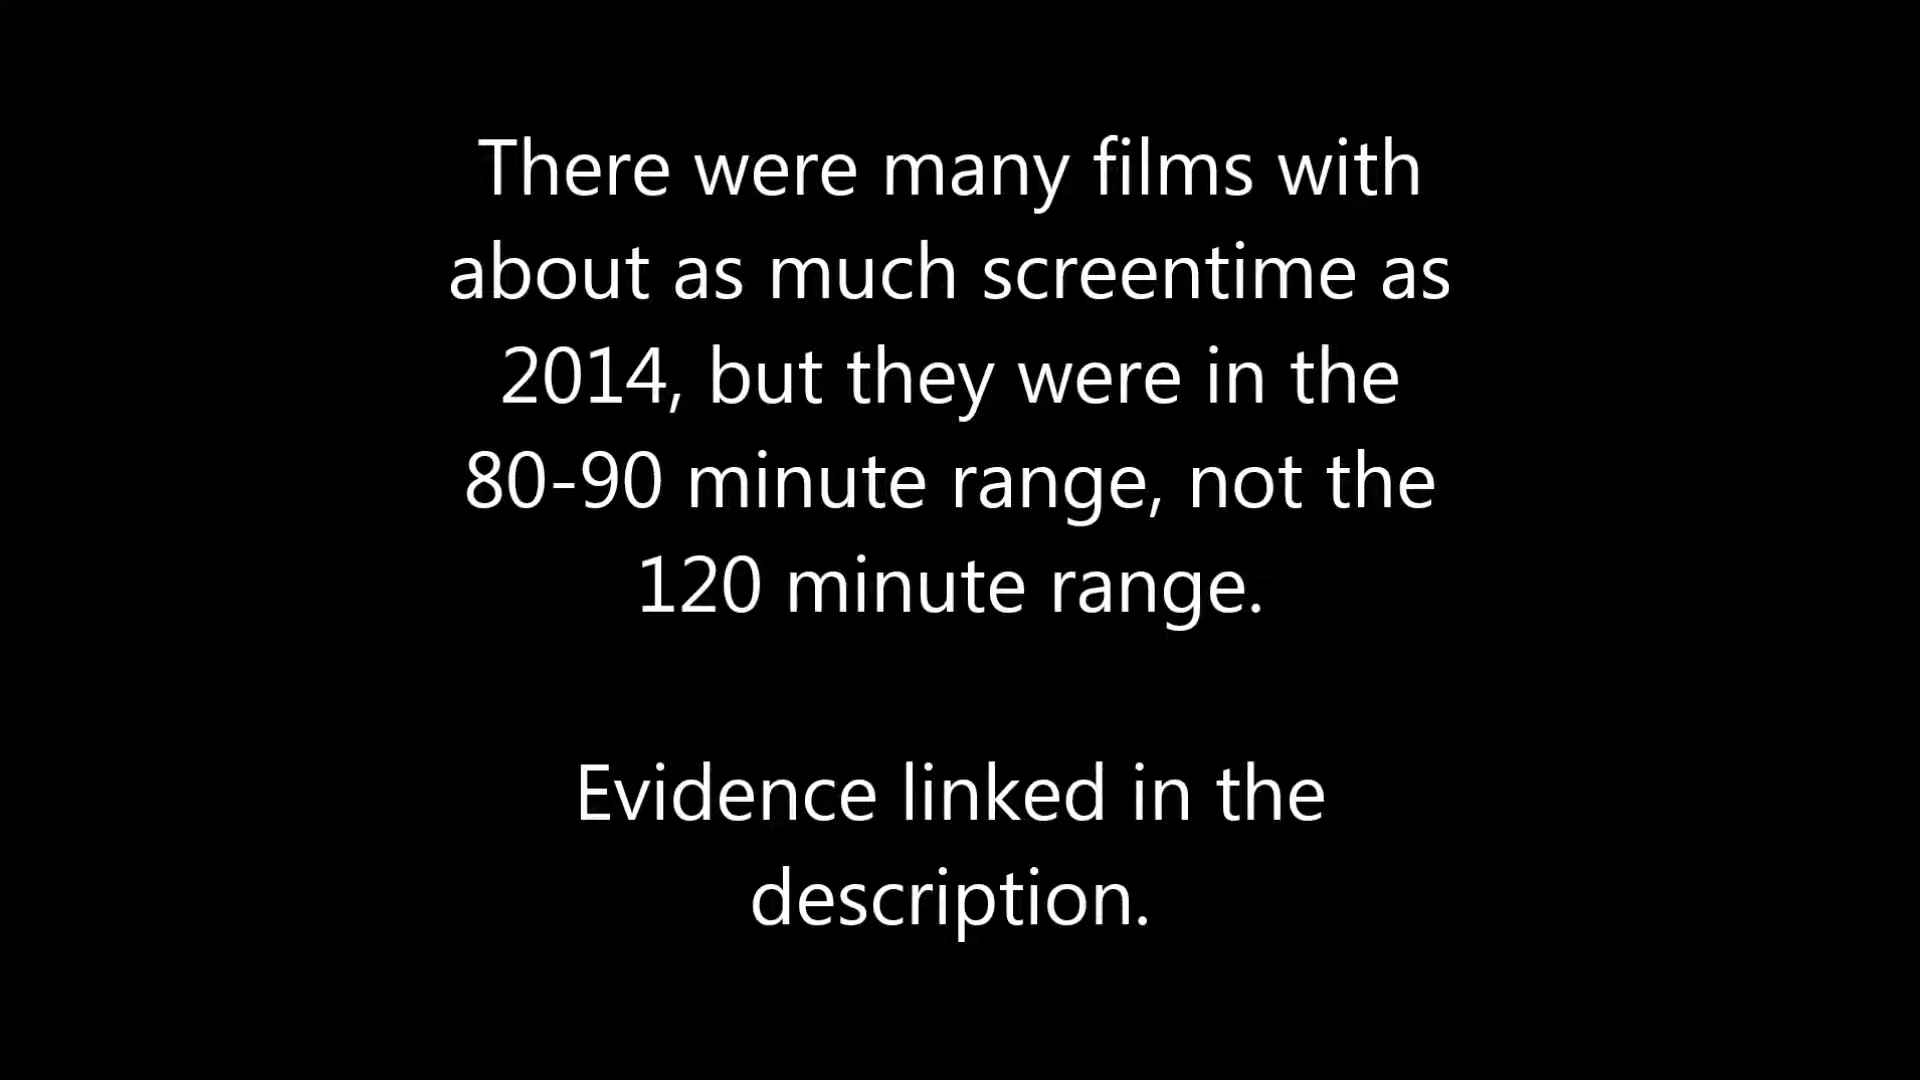 There were many films with
about as much screentime as
2014, but they were in the
80-90 minute range, not the
120 minute range.
Evidence linked in the
description.